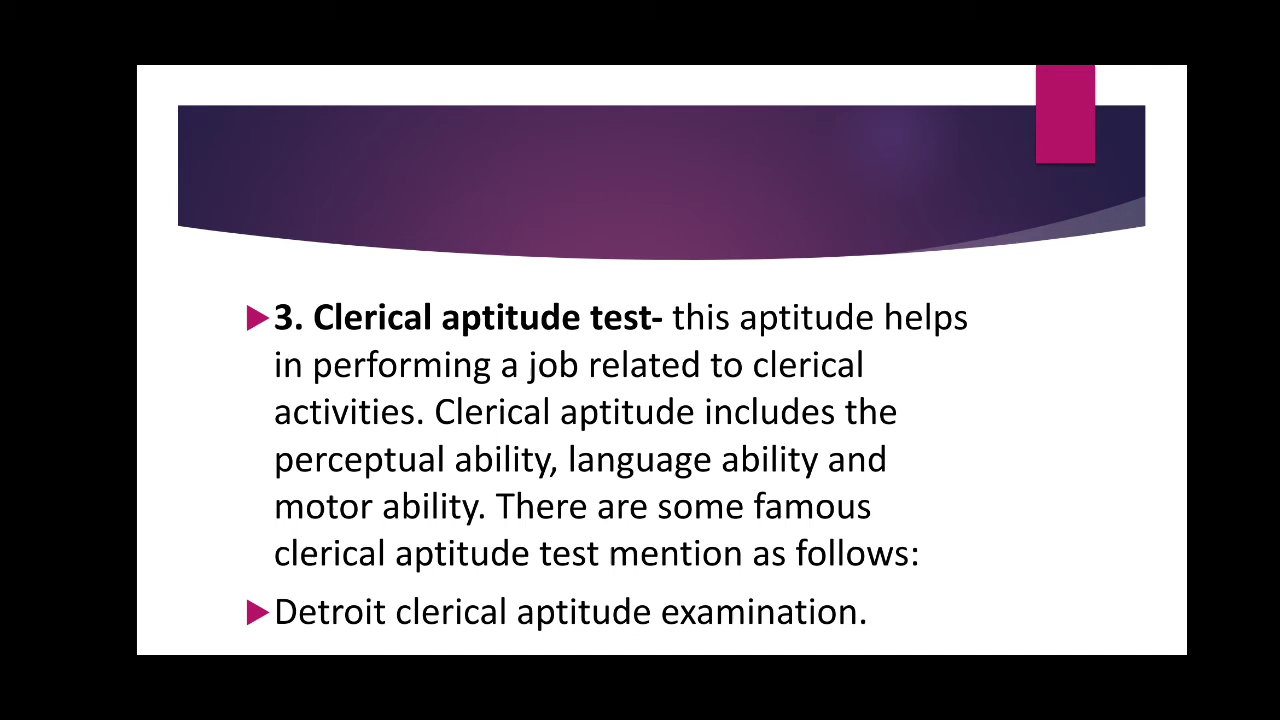 3. Clerical aptitude test- this aptitude helps
in performing a job related to clerical
activities. Clerical aptitude includes the
perceptual ability, language ability and
motor ability. There are some famous
clerical aptitude test mention as follows:
Detroit clerical aptitude examination.